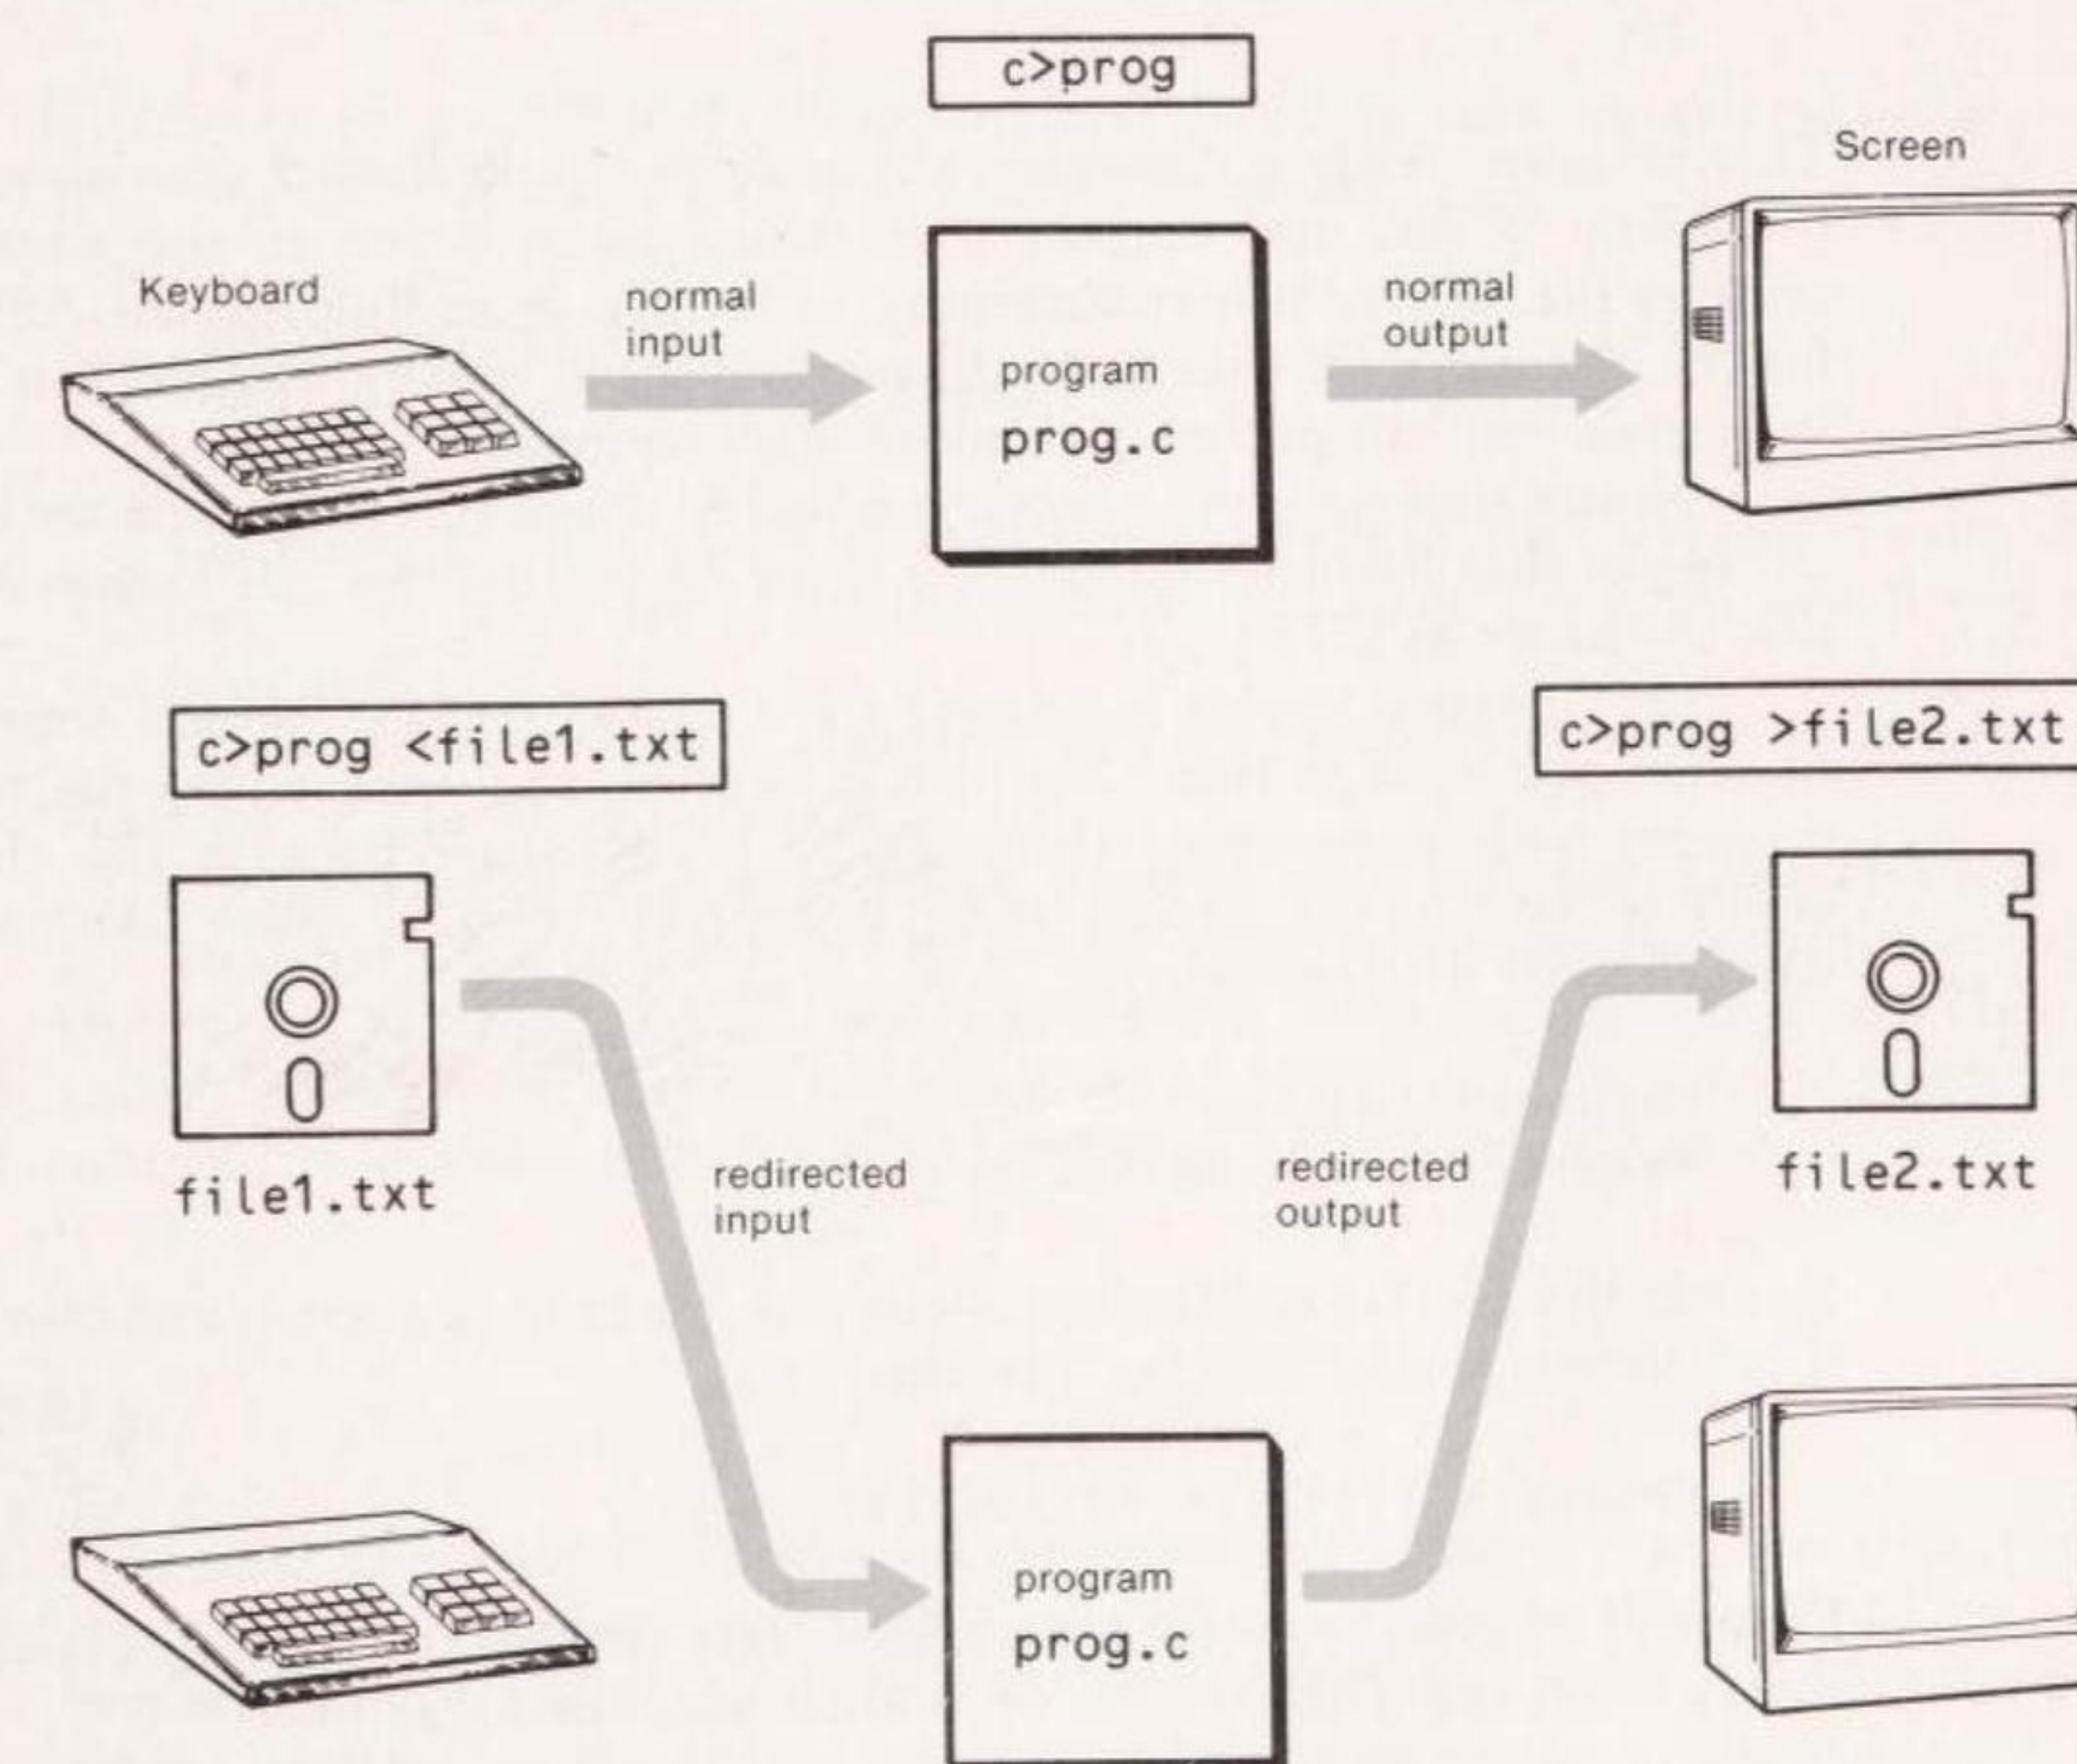 c>prog
Screen
Keyboard
normal
input
normal
output
program
prog.c
c>prog <file1.txt
c>prog >file2.txt
file1.txt
file2.txt
redirected
input
redirected
output
program
prog.c